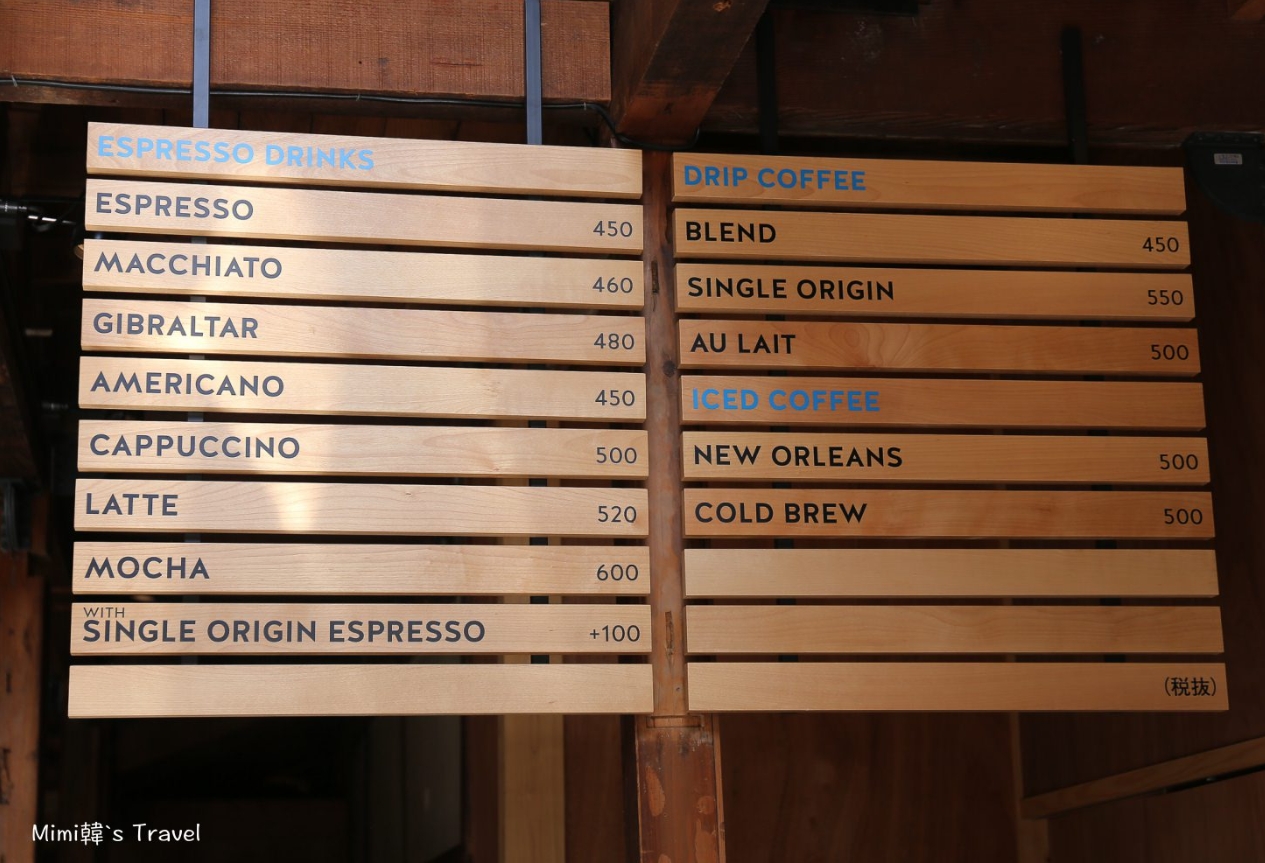 ESPRESSO DRINKS
ESPRESSO 450
MACCHIATO 460
GIBRALTAR 480
AMERICANO 450
CAPPUCCINO 500
LATTE 520
MOCHA 600
WITH
SINGLE ORIGIN ESPRESSO +100
DRIP COFFEE
BLEND 450
SINGLE ORIGIN 550
AU LAIT 500
ICED COFFEE
NEW ORLEANS 500
COLD BREW 500
(税抜)
Mimi韓`s Travel